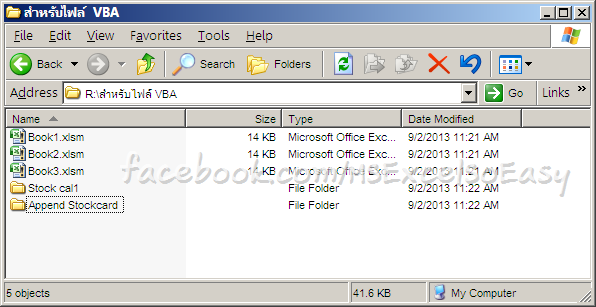 สำหรับไฟล์ VBA
File Edit View Favorites Tools Help
Back Search Folders
Address R:\สำหรับไฟล์ VBA Go Links »
Name Size Type Date Modified
Book1.xlsm 14 KB Microsoft Office Exc... 9/2/2013 11:21 AM
Book2.xlsm 14 KB Microsoft Office Exc... 9/2/2013 11:21 AM
Book3.xlsm 14 KB Microsoft Office Exc... 9/2/2013 11:21 AM
Stock cal1 File Folder 9/2/2013 11:22 AM
Append Stockcard File Folder 9/2/2013 11:22 AM
5 objects 41.6 KB My Computer